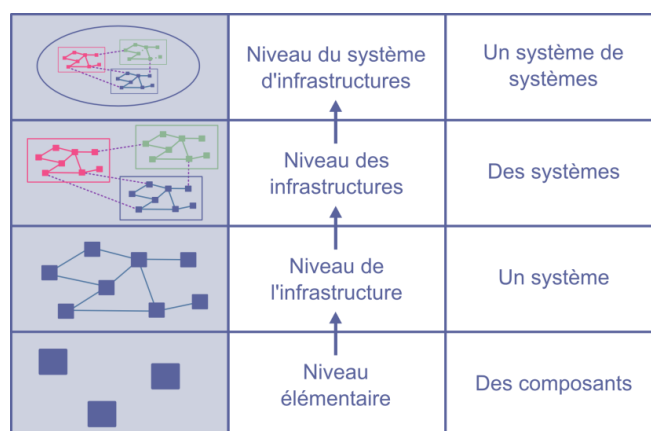 Niveau du système
d'infrastructures
Un système de
systèmes
Niveau des
infrastructures
Des systèmes
Niveau de
l'infrastructure
Un système
Niveau
élémentaire
Des composants